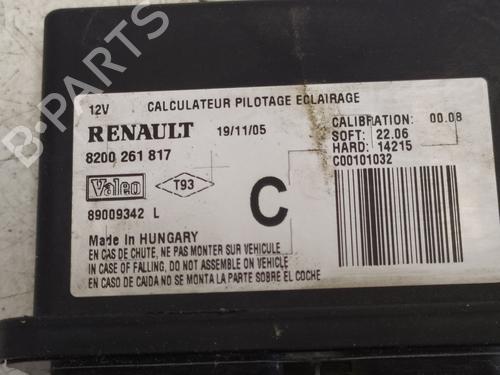 12V CALCULATEUR PILOTAGE ECLAIRAGE
RENAULT 19/11/05
8200 261 817
CALIBRATION: 00.08
SOFT: 22.06
HARD: 14215
C00101032
Valeo T93
89009342 L
C
Made In HUNGARY
EN CAS DE CHUTE, NE PAS MONTER SUR VEHICULE
IN CASE OF FALLING, DO NOT ASSEMBLE ON VEHICLE
EN CASO DE CAIDA NO SE MONTA LA PARTE SOBRE EL COCHE
B-PARTS